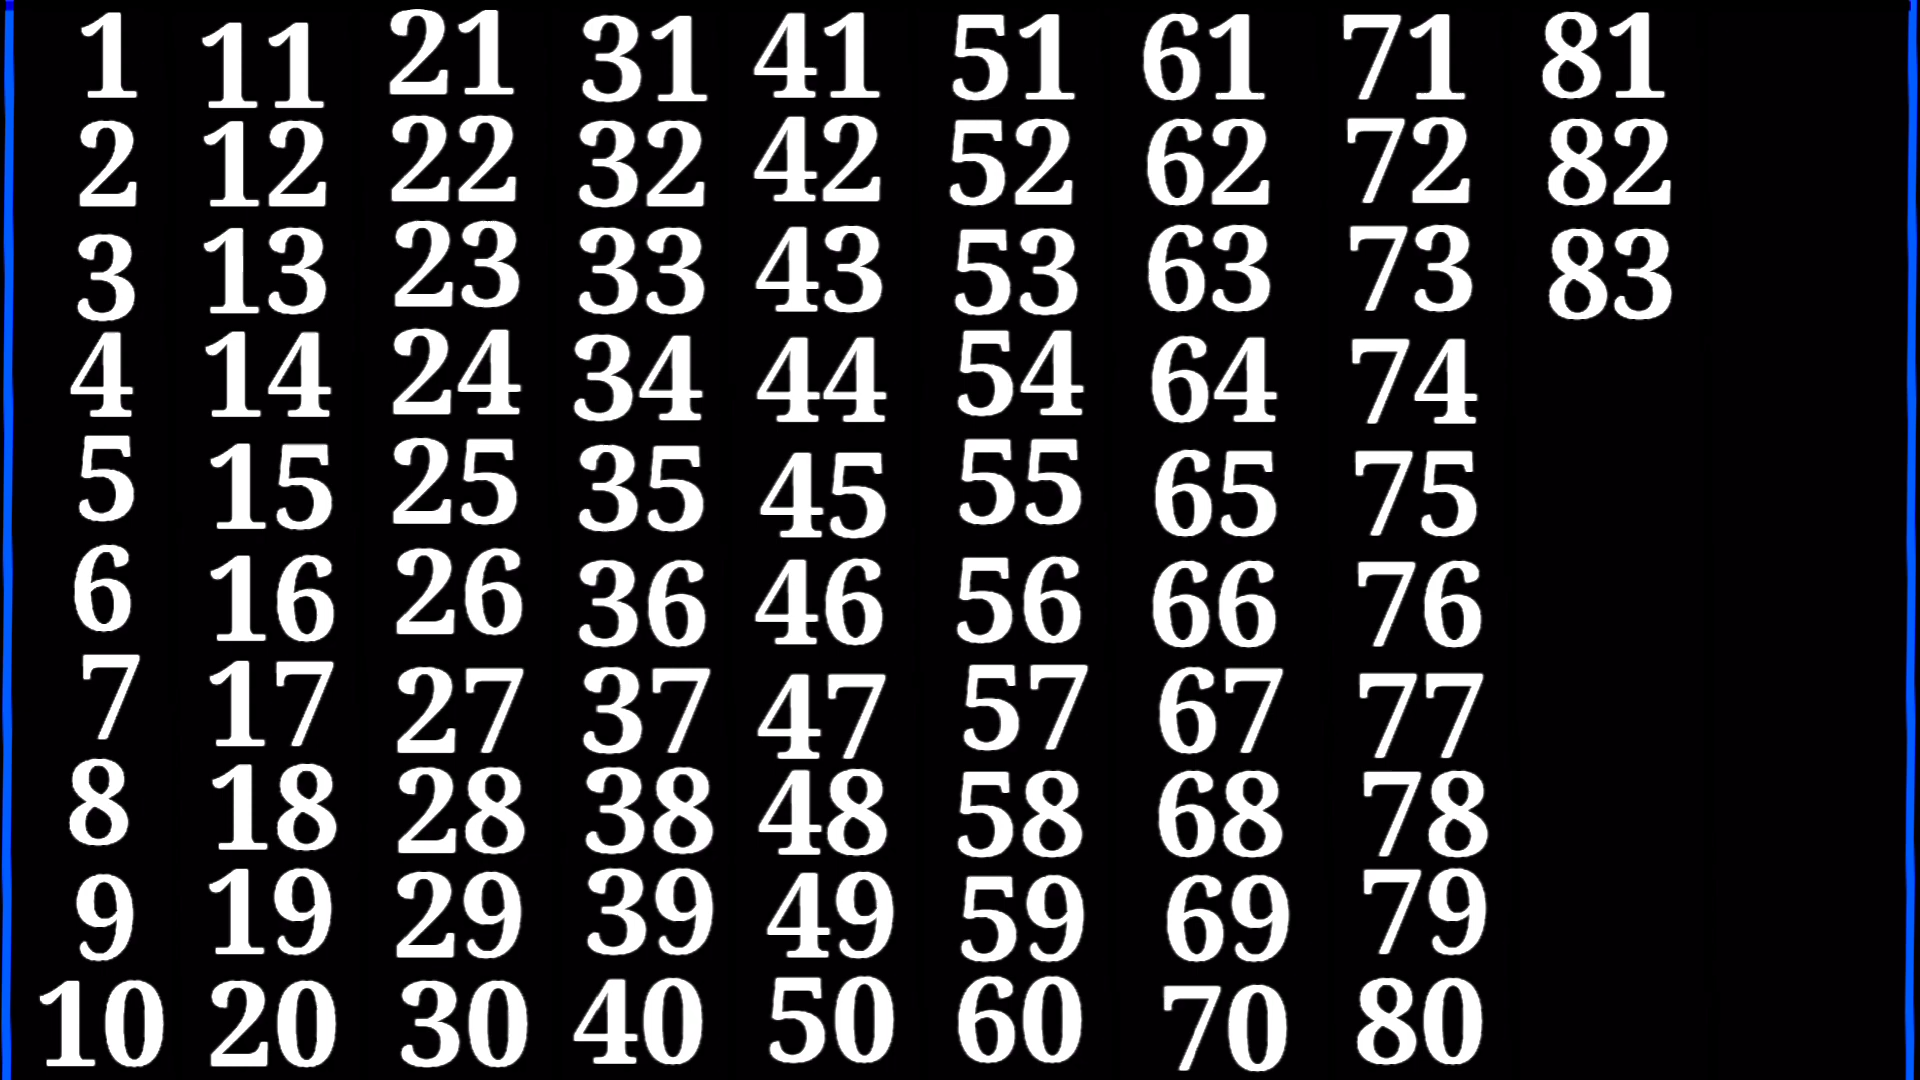 1 11 21 31 41 51 61 71 81
2 12 22 32 42 52 62 72 82
3 13 23 33 43 53 63 73 83
4 14 24 34 44 54 64 74
5 15 25 35 45 55 65 75
6 16 26 36 46 56 66 76
7 17 27 37 47 57 67 77
8 18 28 38 48 58 68 78
9 19 29 39 49 59 69 79
10 20 30 40 50 60 70 80